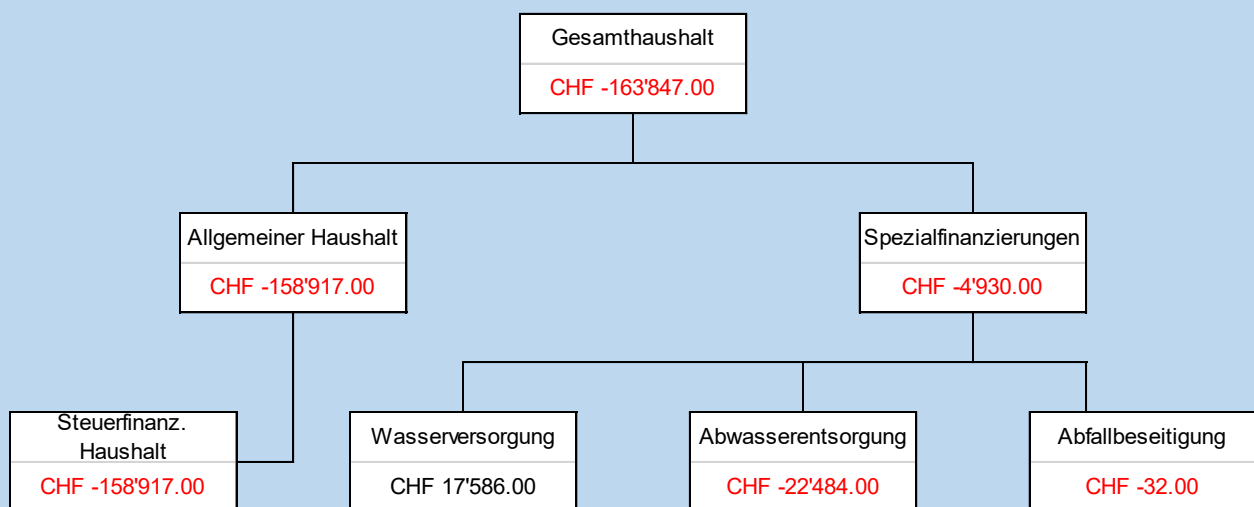 Gesamthaushalt
CHF -163'847.00
Allgemeiner Haushalt
CHF -158'917.00
Spezialfinanzierungen
CHF -4'930.00
Steuerfinanz.
Haushalt
CHF -158'917.00
Wasserversorgung
CHF 17'586.00
Abwasserentsorgung
CHF -22'484.00
Abfallbeseitigung
CHF -32.00